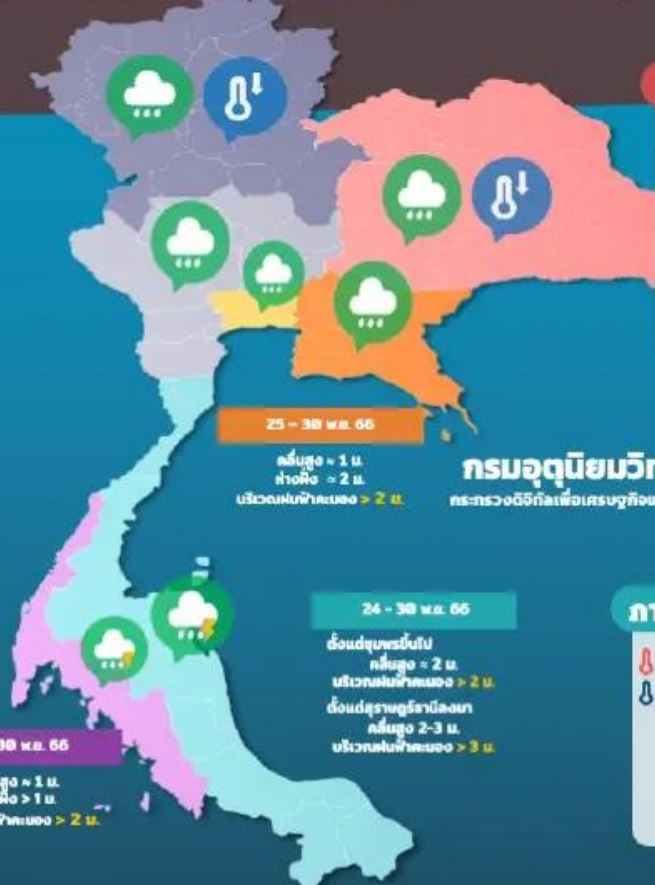 25 - 30 พ.ย. 66
คลื่นสูง ≈ 1 ม.
ห่างฝั่ง ≈ 2 ม.
บริเวณฝนฟ้าคะนอง > 2 ม.
กรมอุตุนิยมวิท
กระทรวงดิจิทัลเพื่อเศรษฐกิจแ
24 - 30 พ.ย. 66
ตั้งแต่ชุมพรขึ้นไป
คลื่นสูง ≈ 2 ม.
บริเวณฝนฟ้าคะนอง > 2 ม.
ตั้งแต่สุราษฎร์ธานีลงมา
คลื่นสูง 2-3 ม.
บริเวณฝนฟ้าคะนอง > 3 ม.
30 พ.ย. 66
สูง ≈ 1 ม.
ฝั่ง > 1 ม.
ฟ้าคะนอง > 2 ม.